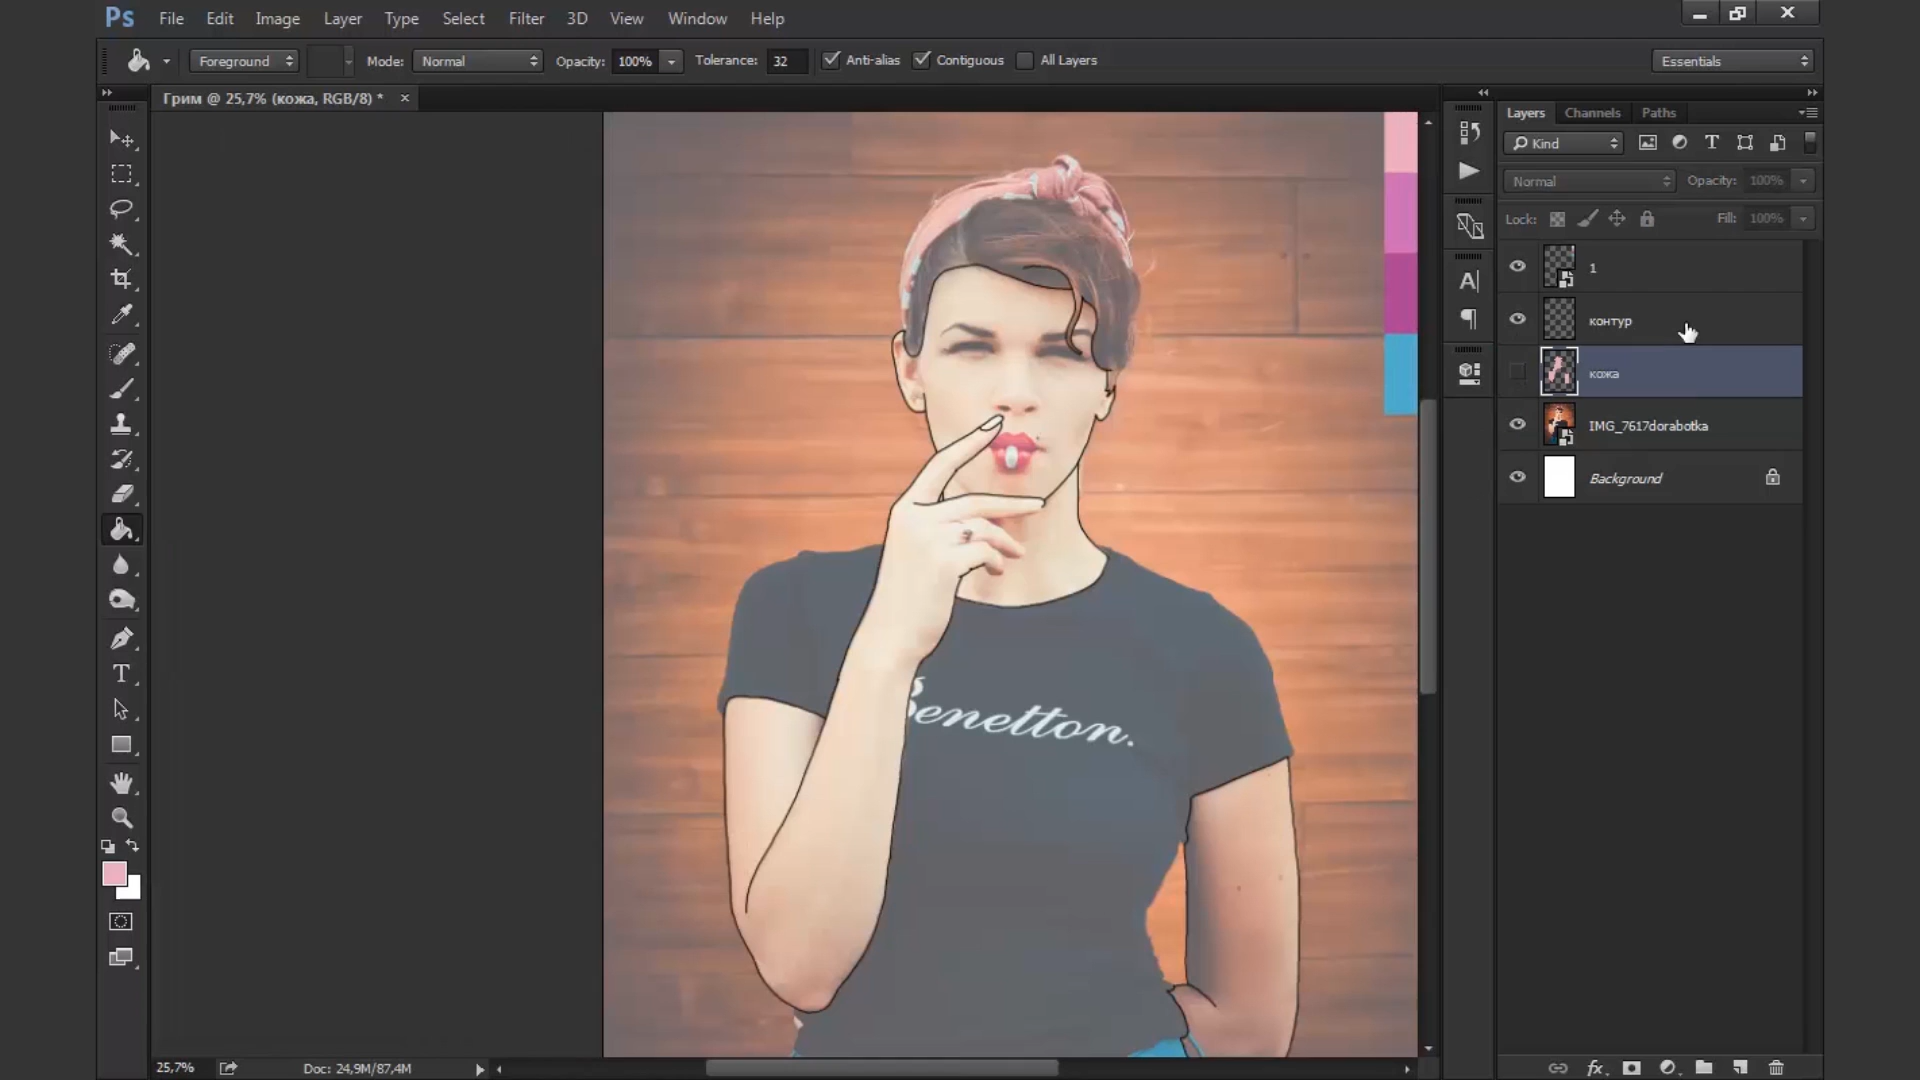 Ps File Edit Image Layer Type Select Filter 3D View Window Help
Foreground Mode: Normal Opacity: 100% Tolerance: 32 Anti-alias Contiguous All Layers Essentials
Грим @ 25,7% (кожа, RGB/8) * ×
Layers Channels Paths
Kind
Normal Opacity: 100%
Lock: Fill: 100%
1
контур
кожа
IMG_7617dorabotka
Background
Benetton.
25,7% Doc: 24,9M/87,4M